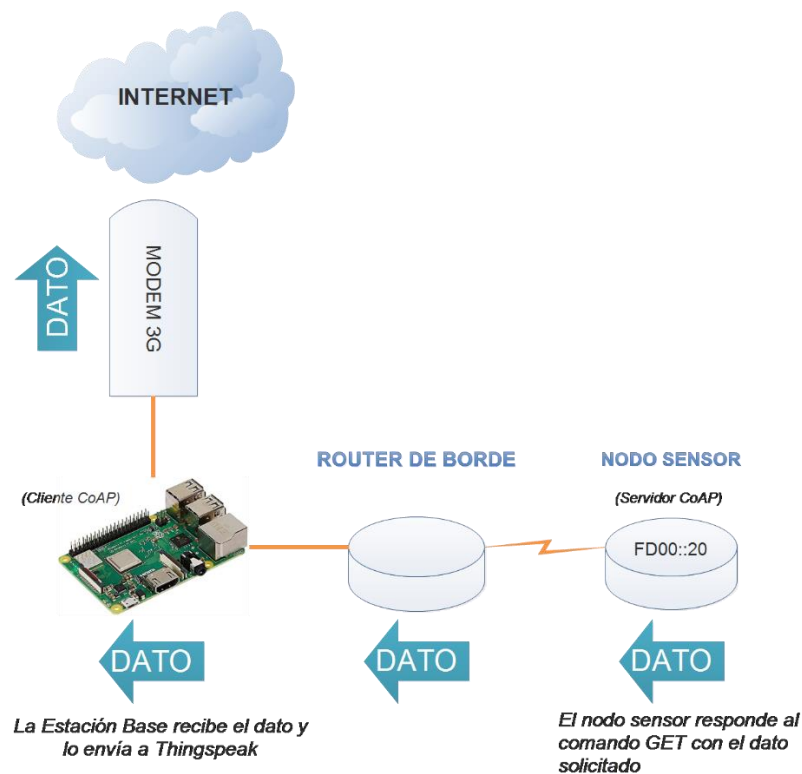 INTERNET
MODEM 3G
DATO
ROUTER DE BORDE
NODO SENSOR
(Cliente CoAP)
(Servidor CoAP)
FD00::20
DATO
DATO
DATO
La Estación Base recibe el dato y
lo envía a Thingspeak
El nodo sensor responde al
comando GET con el dato
solicitado